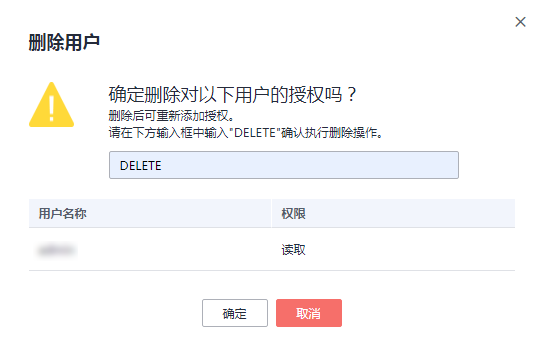 删除用户
确定删除对以下用户的授权吗？
删除后可重新添加授权。
请在下方输入框中输入"DELETE"确认执行删除操作。
DELETE
用户名称 权限
读取
确定 取消